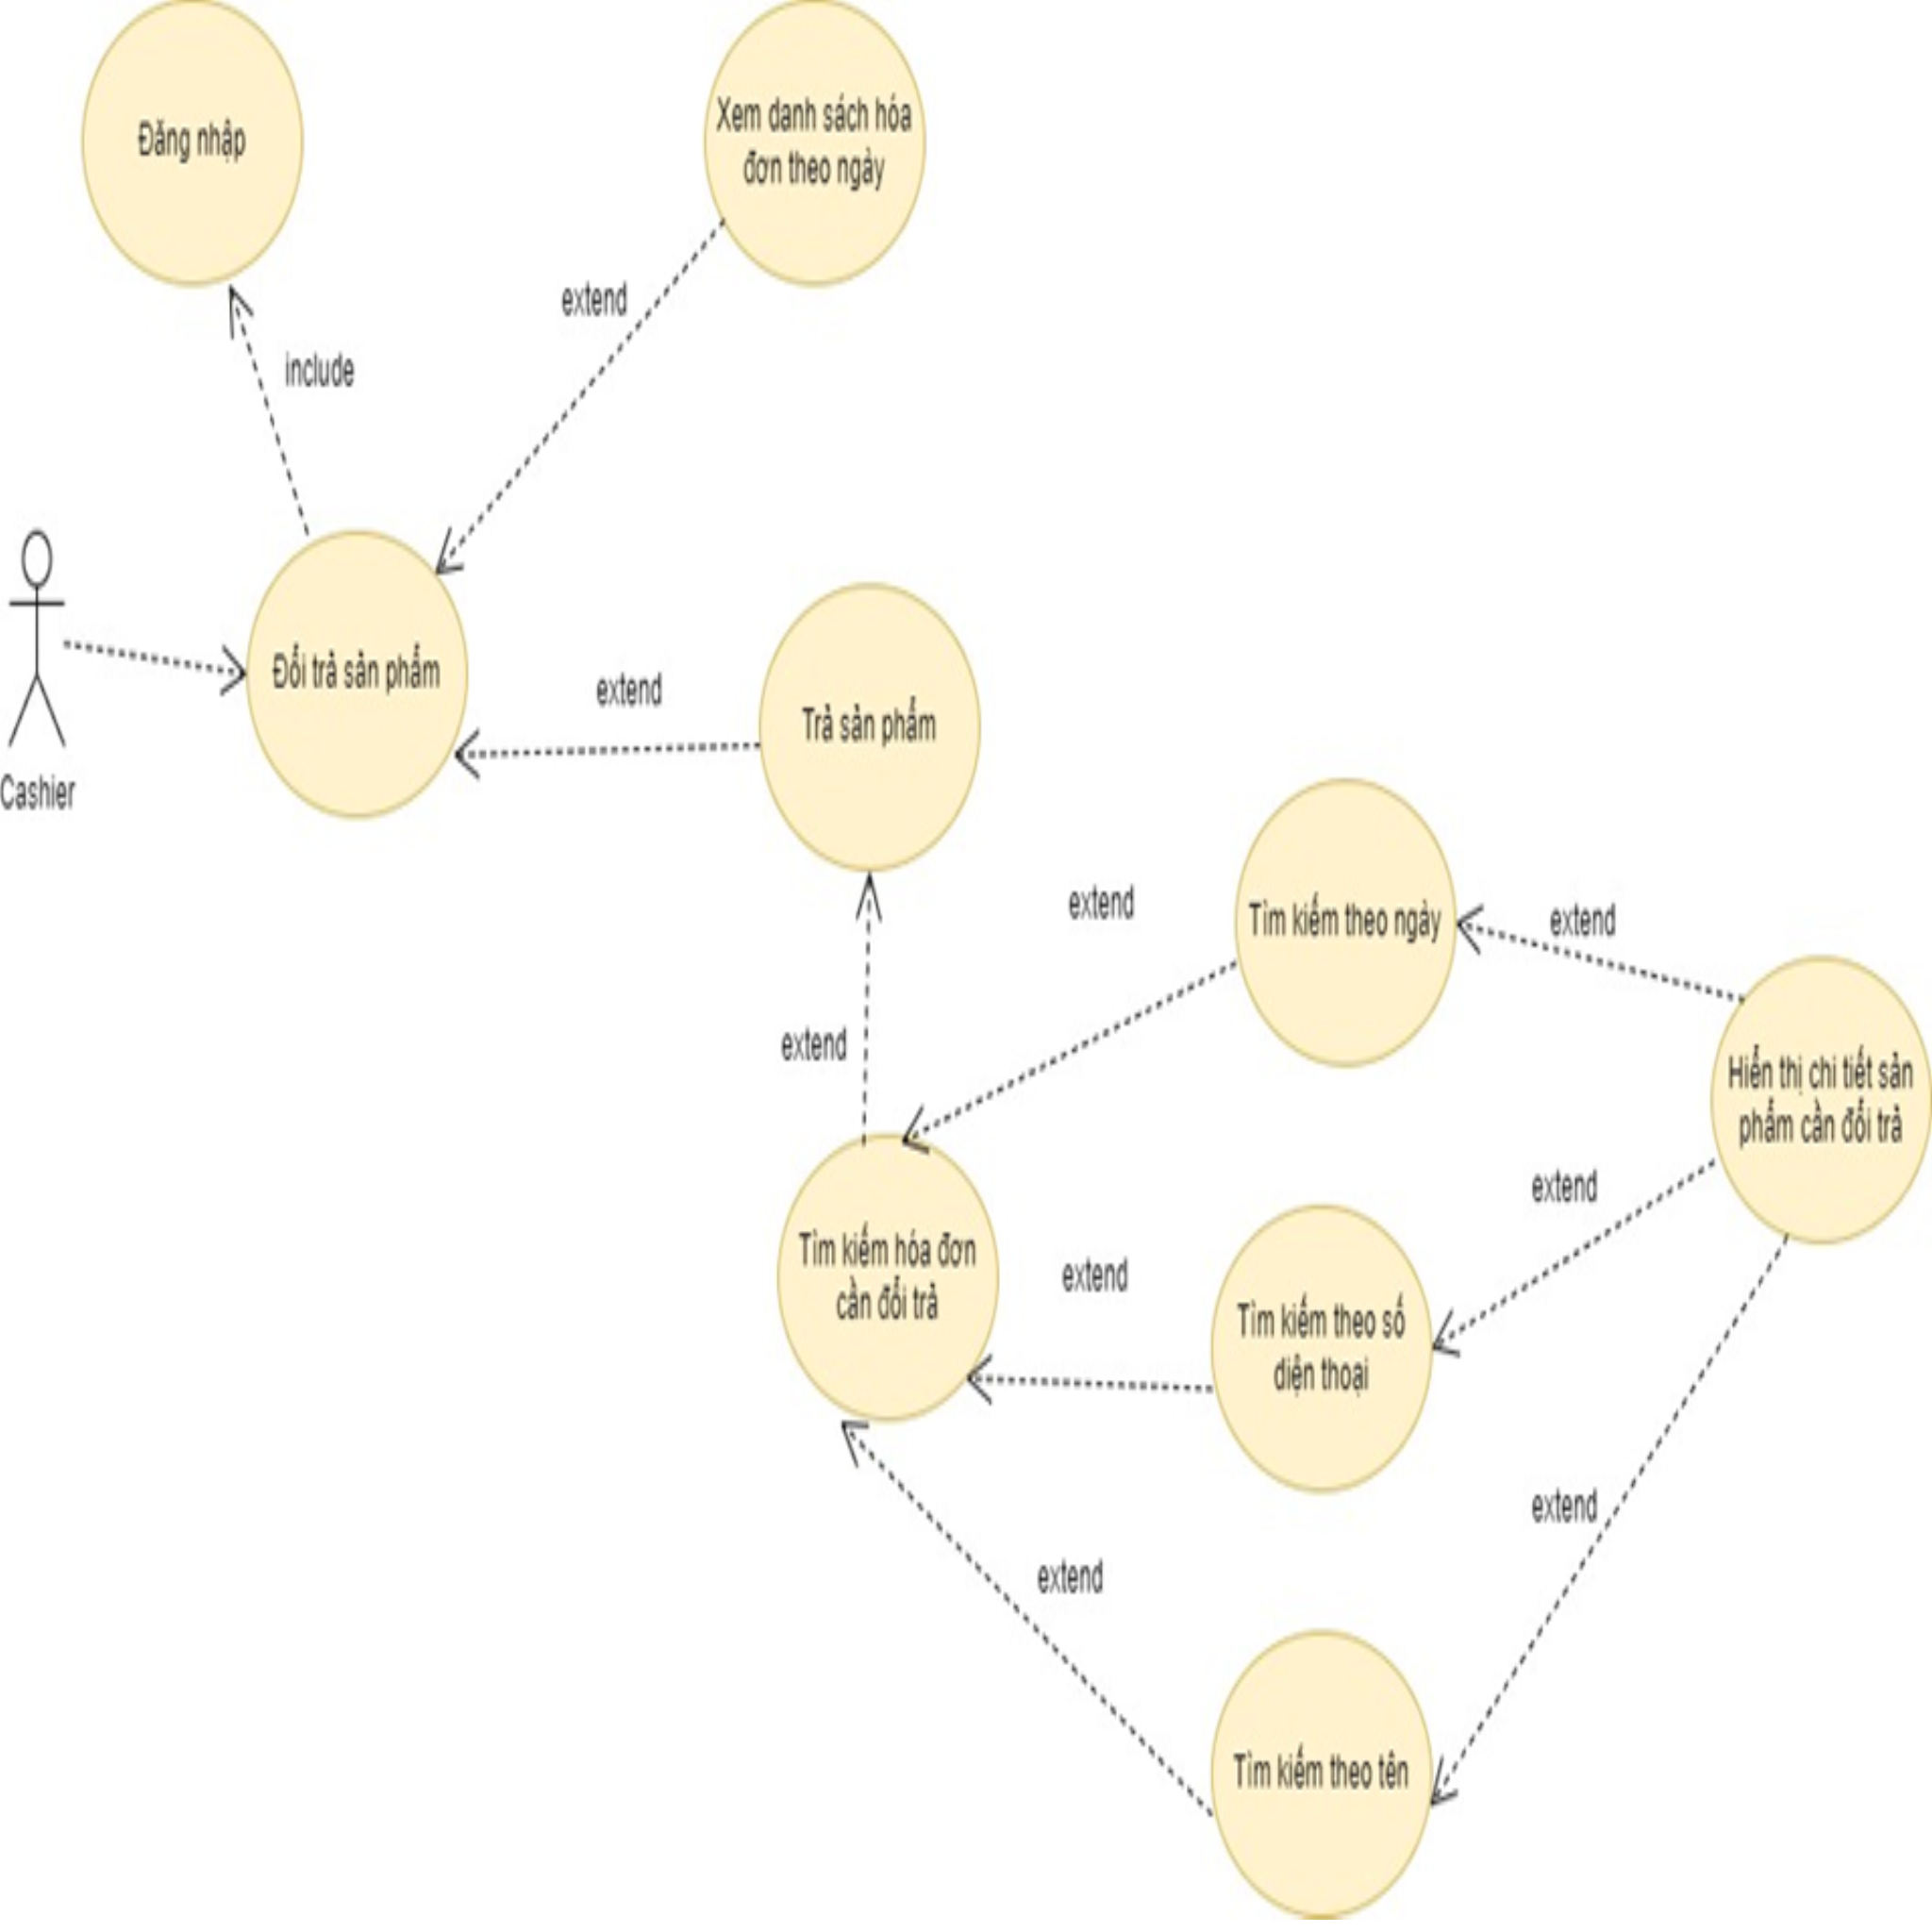 Đăng nhập
Xem danh sách hóa
đơn theo ngày
extend
include
Đổi trả sản phẩm
extend
Trả sản phẩm
Cashier
extend
Tìm kiếm theo ngày
extend
extend
Hiển thị chi tiết sản
phẩm cần đổi trả
extend
Tìm kiếm hóa đơn
cần đổi trả
extend
Tìm kiếm theo số
diện thoại
extend
extend
Tìm kiếm theo tên